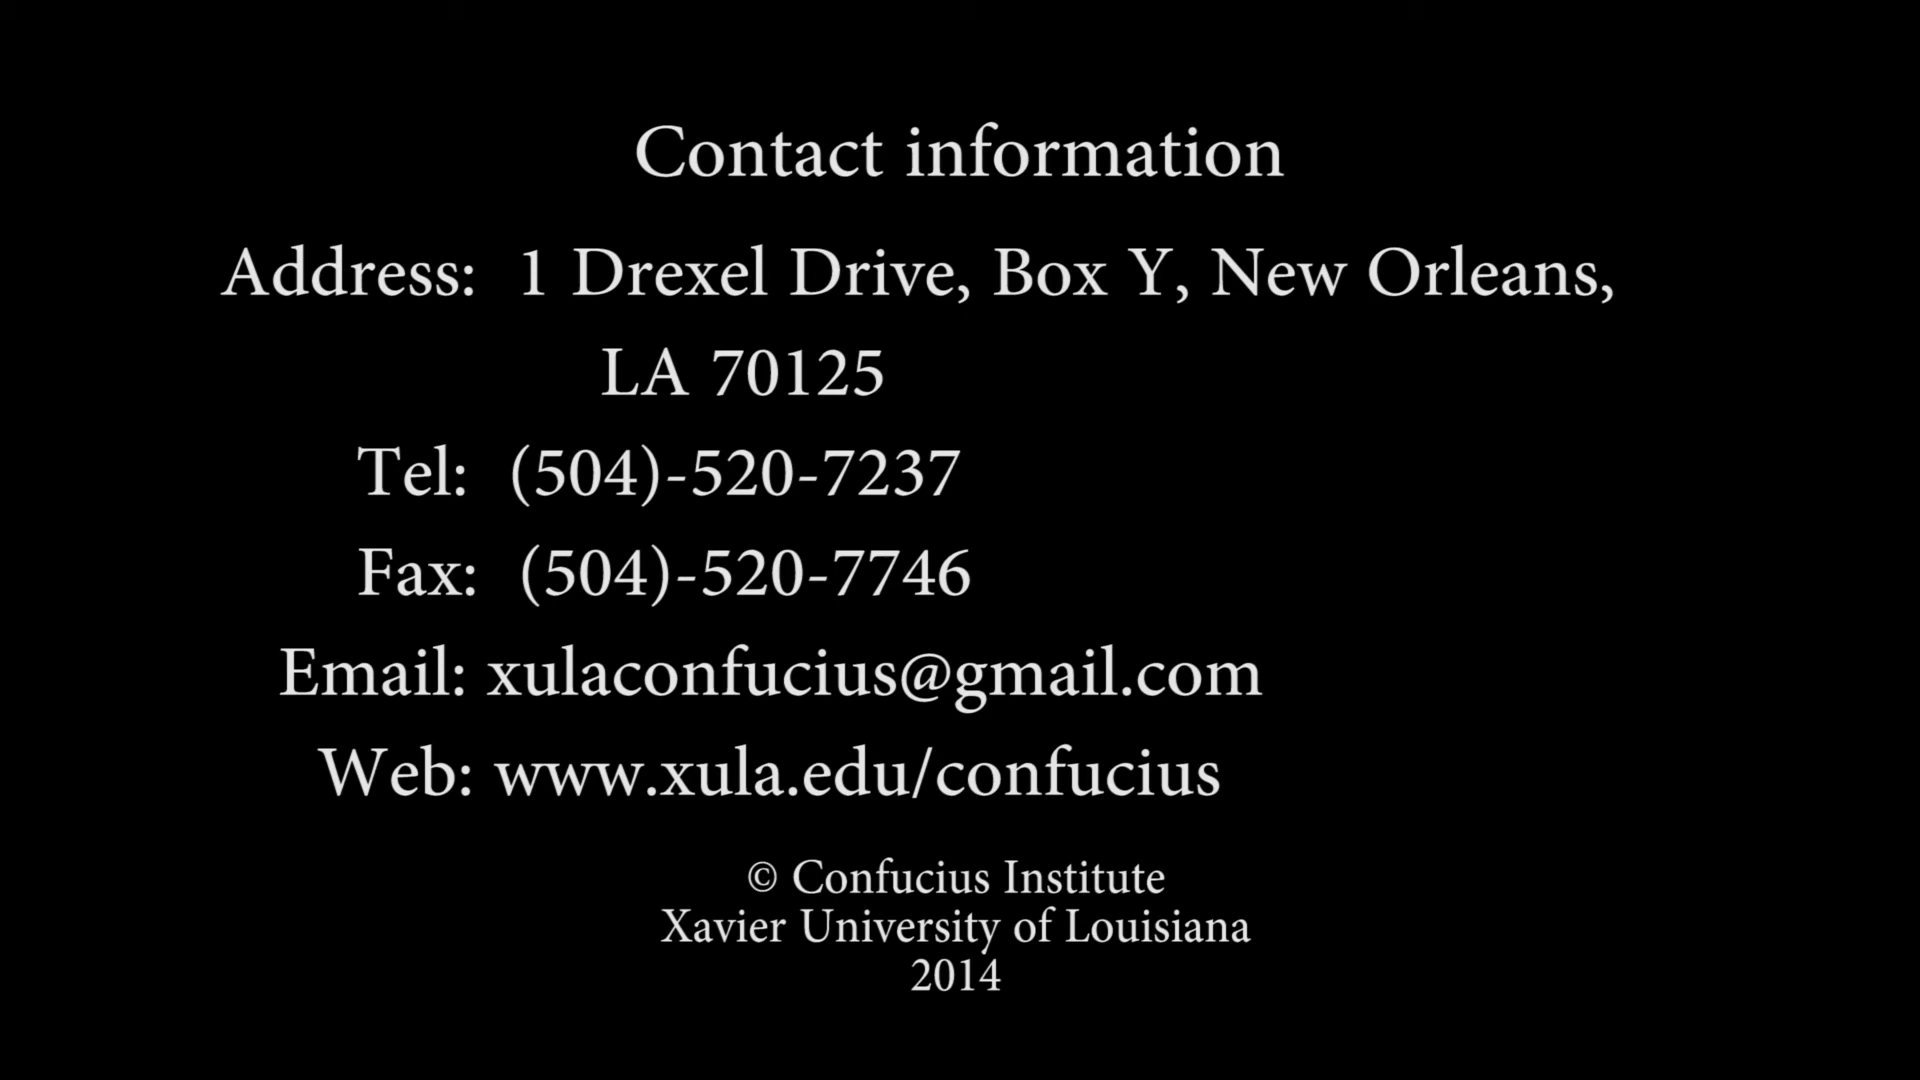 Contact information
Address: 1 Drexel Drive, Box Y, New Orleans,
LA 70125
Tel: (504)-520-7237
Fax: (504)-520-7746
Email: xulaconfucius@gmail.com
Web: www.xula.edu/confucius
© Confucius Institute
Xavier University of Louisiana
2014